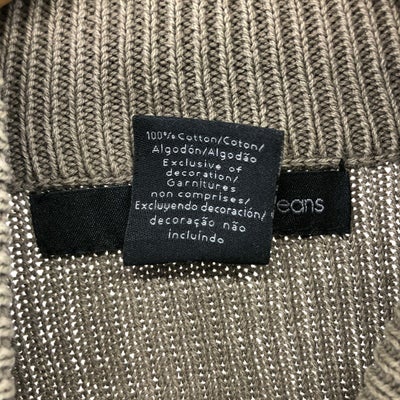 100% Cotton/Coton/
Algodón/Algodão
Exclusive of
decoration/
Garnitures
non comprises/
Excluyendo decoración/
decoração não
incluindo
eans